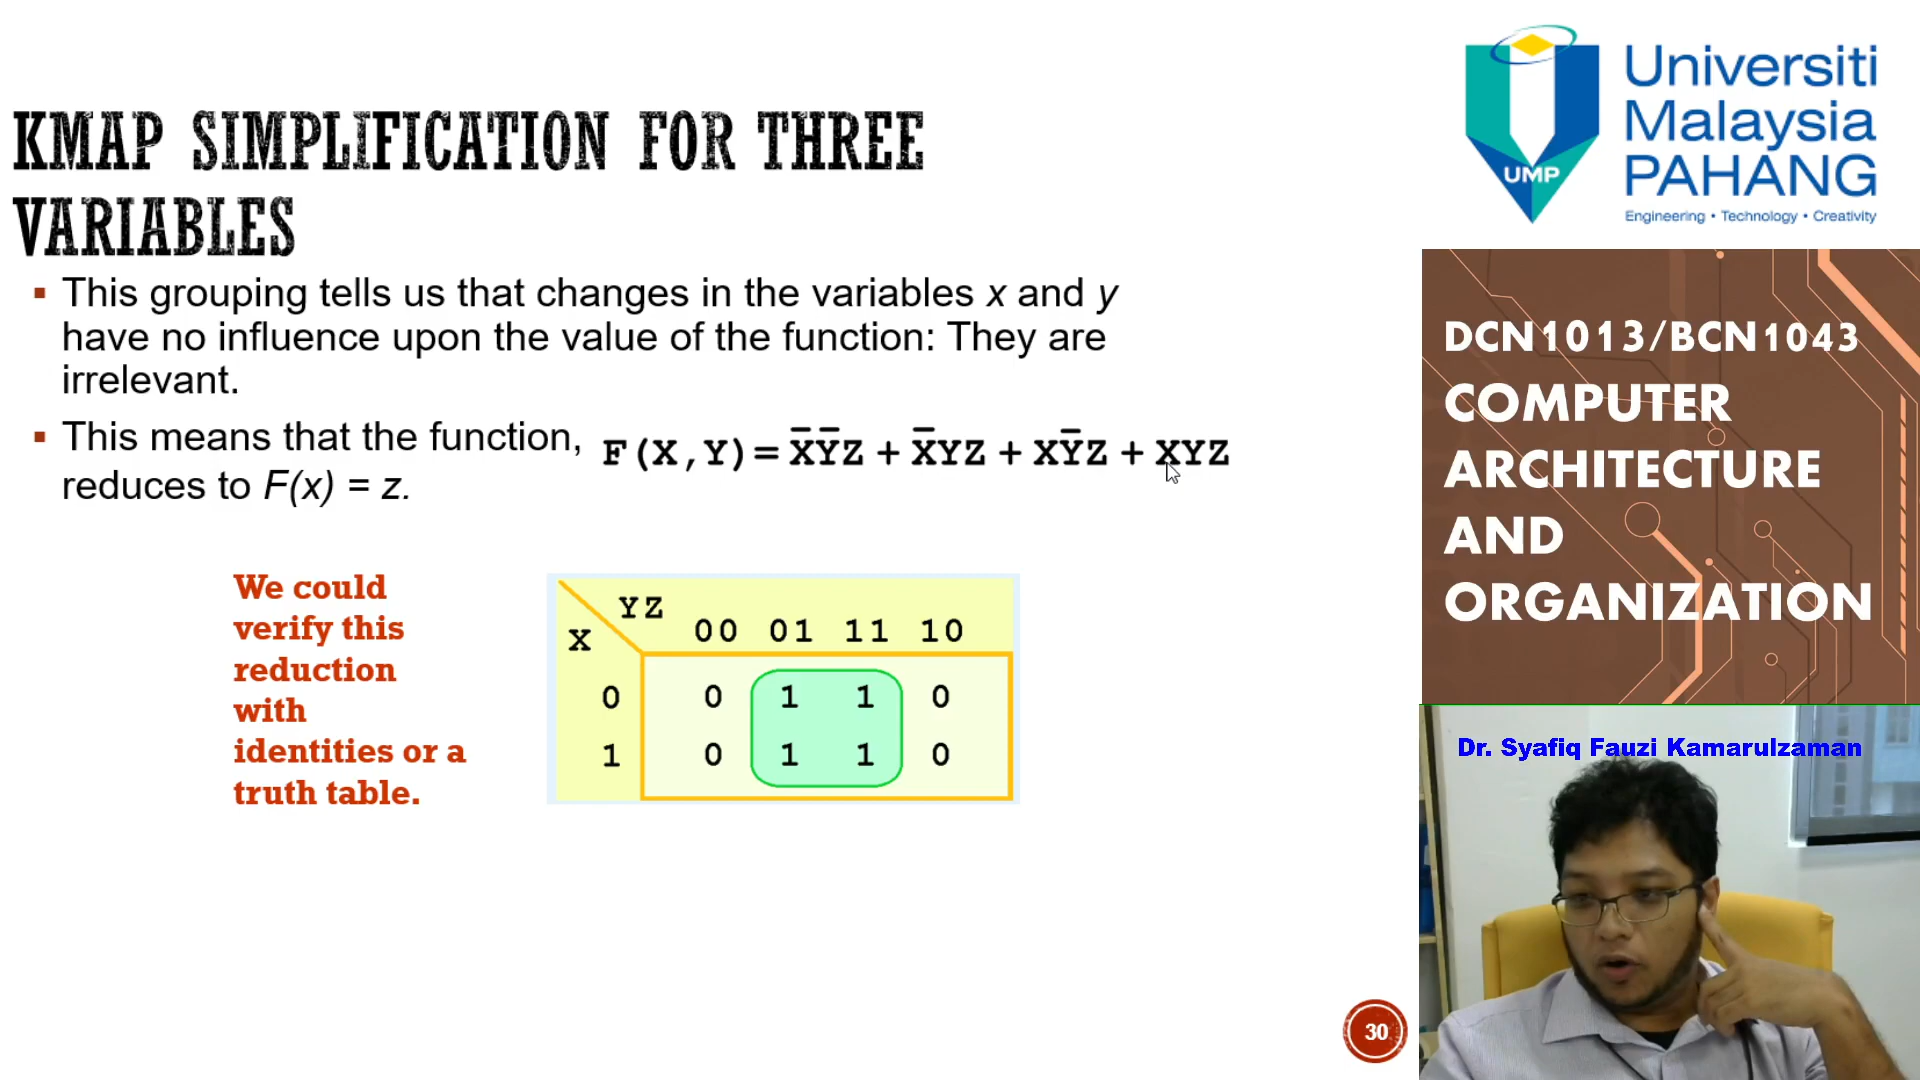 KMAP SIMPLIFICATION FOR THREE
VARIABLES
▪ This grouping tells us that changes in the variables x and y
have no influence upon the value of the function: They are
irrelevant.
▪ This means that the function, F(X,Y)= X̅Y̅Z + X̅YZ + XY̅Z + XYZ
reduces to F(x) = z.
We could
verify this
reduction
with
identities or a
truth table.
YZ
X 00 01 11 10
0 0 1 1 0
1 0 1 1 0
30
UMP
Universiti
Malaysia
PAHANG
Engineering • Technology • Creativity
DCN1013/BCN1043
COMPUTER
ARCHITECTURE
AND
ORGANIZATION
Dr. Syafiq Fauzi Kamarulzaman